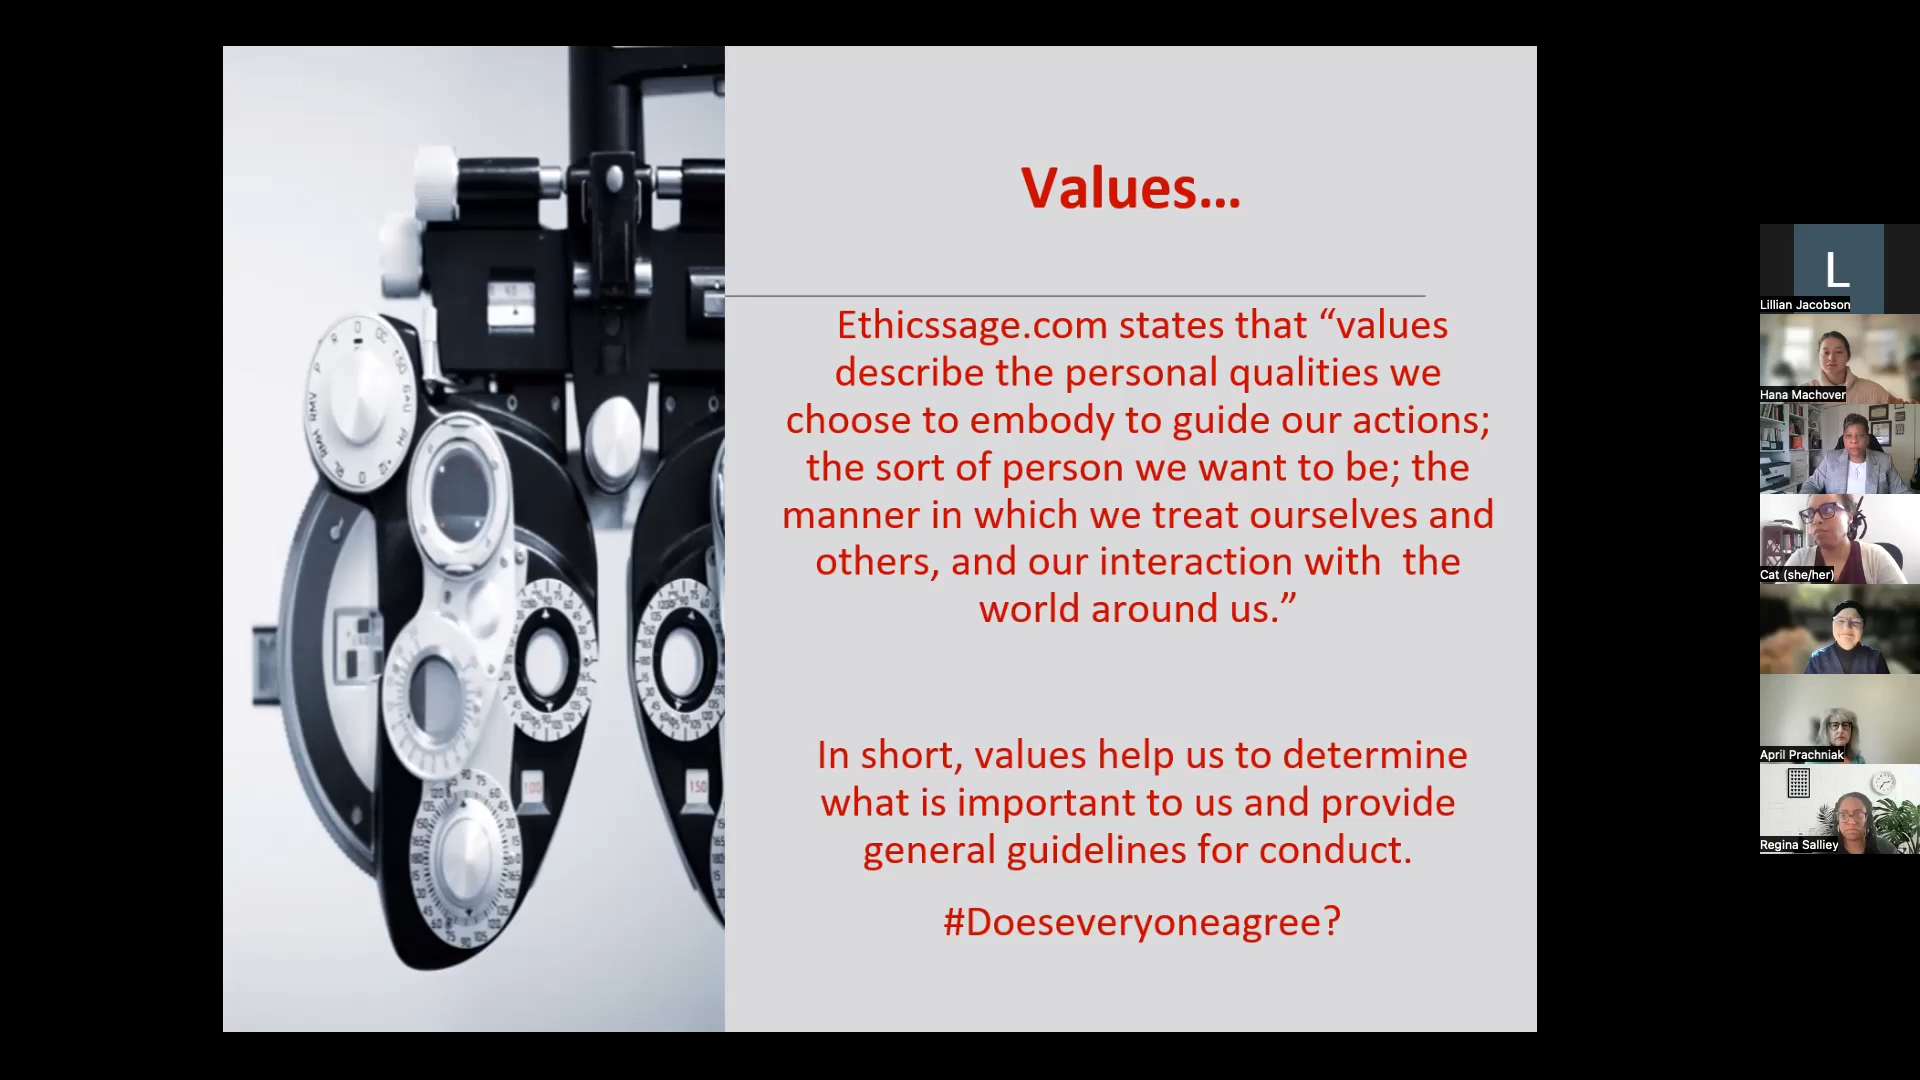 Values...
Ethicssage.com states that “values
describe the personal qualities we
choose to embody to guide our actions;
the sort of person we want to be; the
manner in which we treat ourselves and
others, and our interaction with  the
world around us.”
In short, values help us to determine
what is important to us and provide
general guidelines for conduct.
#Doeseveryoneagree?
L
Lillian Jacobson
Hana Machover
Cat (she/her)
April Prachniak
Regina Salliey